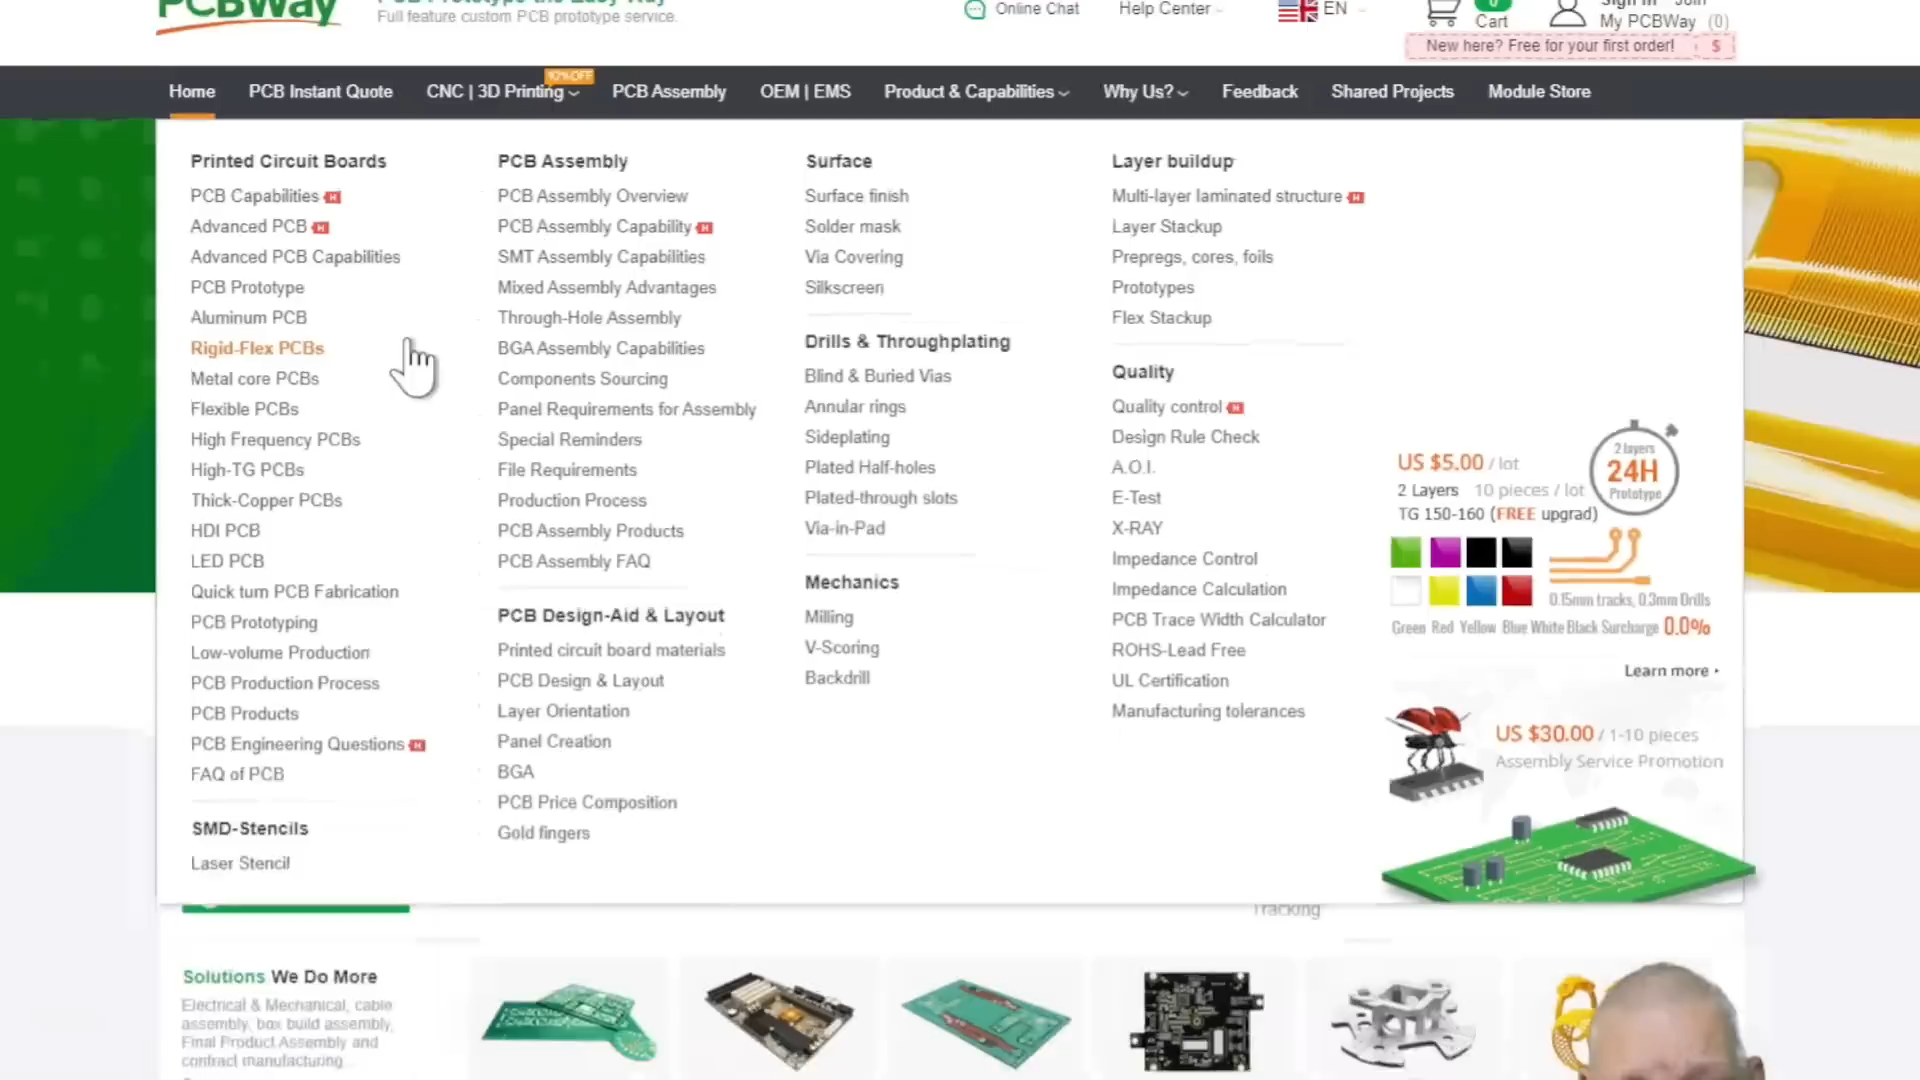 PCBWay
PCB Prototype the Easy Way
Full feature custom PCB prototype service.
Online Chat
Help Center
EN
0
Cart
Sign in
Join
My PCBWay (0)
New here? Free for your first order! $
Home
PCB Instant Quote
CNC | 3D Printing
10%OFF
PCB Assembly
OEM | EMS
Product & Capabilities
Why Us?
Feedback
Shared Projects
Module Store
Printed Circuit Boards
PCB Capabilities H
Advanced PCB H
Advanced PCB Capabilities
PCB Prototype
Aluminum PCB
Rigid-Flex PCBs
Metal core PCBs
Flexible PCBs
High Frequency PCBs
High-TG PCBs
Thick-Copper PCBs
HDI PCB
LED PCB
Quick turn PCB Fabrication
PCB Prototyping
Low-volume Production
PCB Production Process
PCB Products
PCB Engineering Questions H
FAQ of PCB
SMD-Stencils
Laser Stencil
PCB Assembly
PCB Assembly Overview
PCB Assembly Capability H
SMT Assembly Capabilities
Mixed Assembly Advantages
Through-Hole Assembly
BGA Assembly Capabilities
Components Sourcing
Panel Requirements for Assembly
Special Reminders
File Requirements
Production Process
PCB Assembly Products
PCB Assembly FAQ
PCB Design-Aid & Layout
Printed circuit board materials
PCB Design & Layout
Layer Orientation
Panel Creation
BGA
PCB Price Composition
Gold fingers
Surface
Surface finish
Solder mask
Via Covering
Silkscreen
Drills & Throughplating
Blind & Buried Vias
Annular rings
Sideplating
Plated Half-holes
Plated-through slots
Via-in-Pad
Mechanics
Milling
V-Scoring
Backdrill
Layer buildup
Multi-layer laminated structure H
Layer Stackup
Prepregs, cores, foils
Prototypes
Flex Stackup
Quality
Quality control H
Design Rule Check
A.O.I.
E-Test
X-RAY
Impedance Control
Impedance Calculation
PCB Trace Width Calculator
ROHS-Lead Free
UL Certification
Manufacturing tolerances
US $5.00 / lot
2 Layers 10 pieces / lot
TG 150-160 (FREE upgrad)
2 layers
24H
Prototype
0.15mm tracks, 0.3mm Drills
Green Red Yellow Blue White Black Surcharge 0.0%
Learn more
US $30.00 / 1-10 pieces
Assembly Service Promotion
Tracking
Solutions We Do More
Electrical & Mechanical, cable
assembly, box build assembly,
Final Product Assembly and
contract manufacturing...